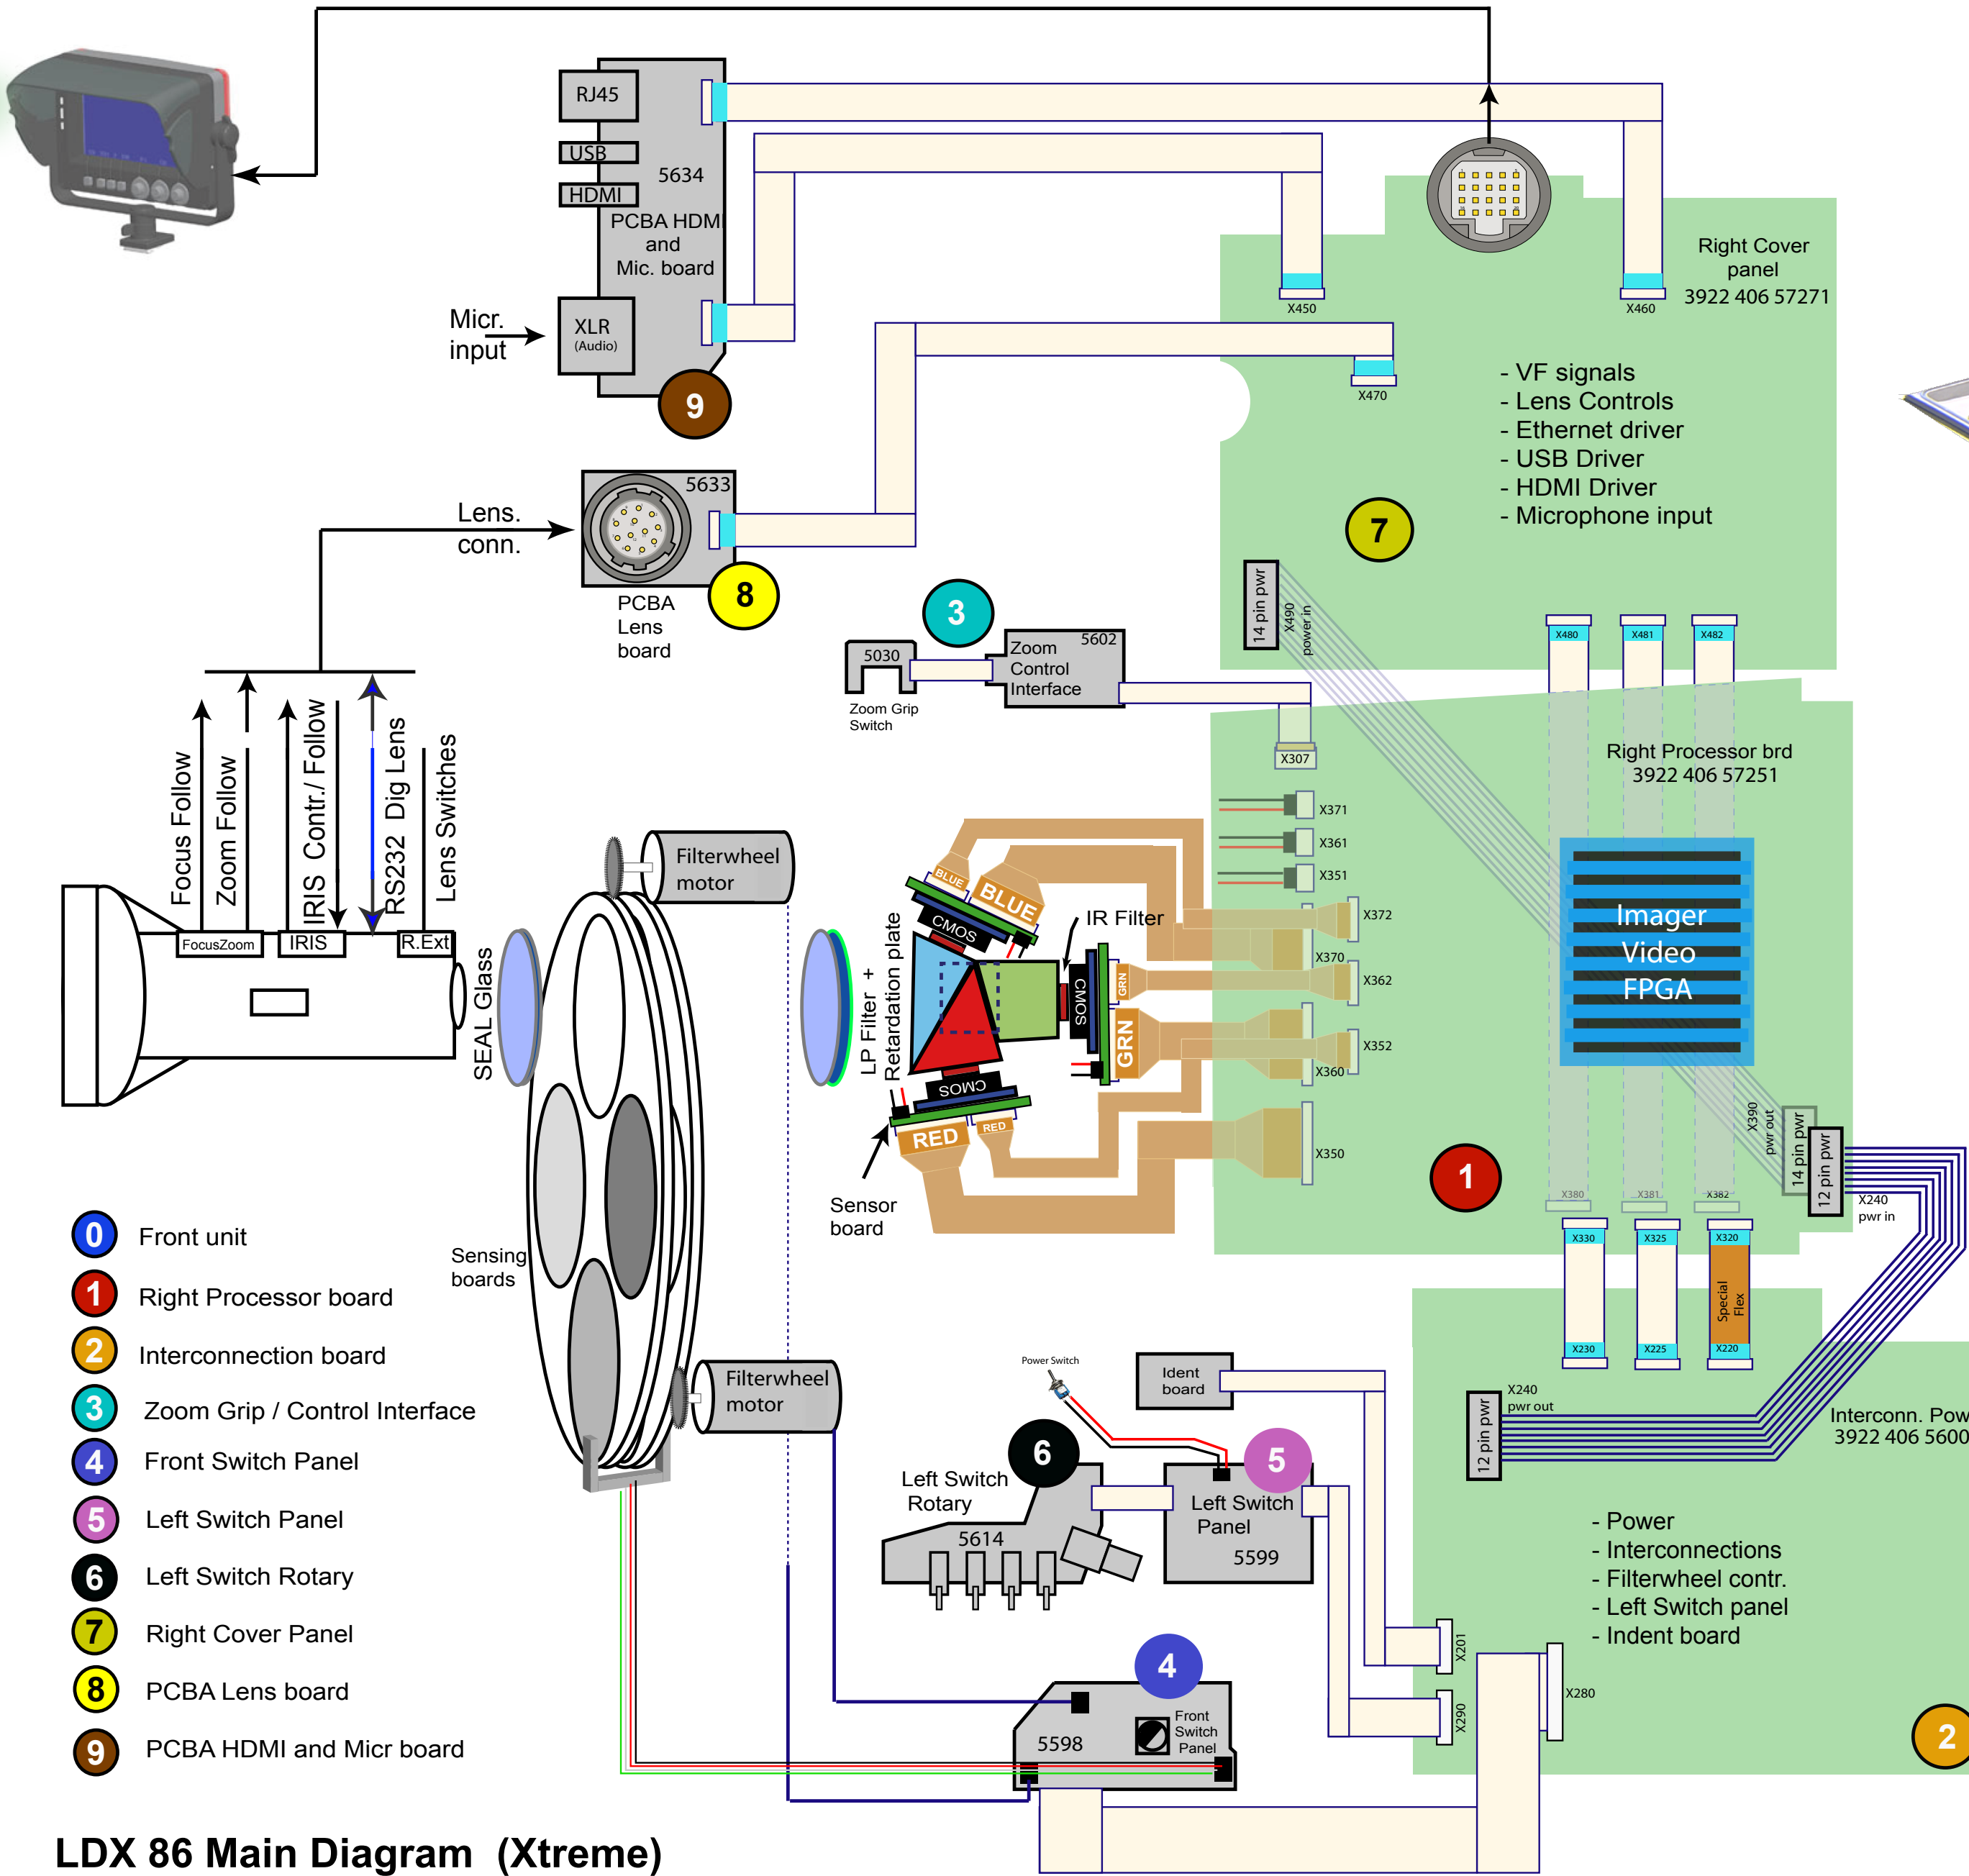 RJ45
USB
HDMI
5634
PCBA HDMI
and
Mic. board
XLR
(Audio)
Micr.
input
9
X450
X460
X470
Right Cover
panel
3922 406 57271
- VF signals
- Lens Controls
- Ethernet driver
- USB Driver
- HDMI Driver
- Microphone input
7
Lens.
conn.
5633
8
PCBA
Lens
board
3
5030
Zoom Grip
Switch
5602
Zoom
Control
Interface
14 pin pwr
X490
power in
X480
X481
X482
X307
Right Processor brd
3922 406 57251
X371
X361
X351
X372
X370
X362
X352
X360
X350
Imager
Video
FPGA
Focus Follow
Zoom Follow
IRIS Contr./ Follow
RS232 Dig Lens
Lens Switches
FocusZoom
IRIS
R.Ext
SEAL Glass
Filterwheel
motor
LP Filter +
Retardation plate
BLUE
BLUE
CMOS
IR Filter
CMOS
GRN
GRN
CMOS
RED
RED
Sensor
board
1
X390
pwr out
14 pin pwr
12 pin pwr
X240
pwr in
X380
X381
X382
X330
X325
X320
Special
Flex
X230
X225
X220
0 Front unit
1 Right Processor board
2 Interconnection board
3 Zoom Grip / Control Interface
4 Front Switch Panel
5 Left Switch Panel
6 Left Switch Rotary
7 Right Cover Panel
8 PCBA Lens board
9 PCBA HDMI and Micr board
Sensing
boards
Filterwheel
motor
Power Switch
Ident
board
6
5
Left Switch
Rotary
5614
Left Switch
Panel
5599
12 pin pwr
X240
pwr out
Interconn. Pow
3922 406 5600
- Power
- Interconnections
- Filterwheel contr.
- Left Switch panel
- Indent board
X201
X290
X280
2
4
5598
Front
Switch
Panel
LDX 86 Main Diagram (Xtreme)